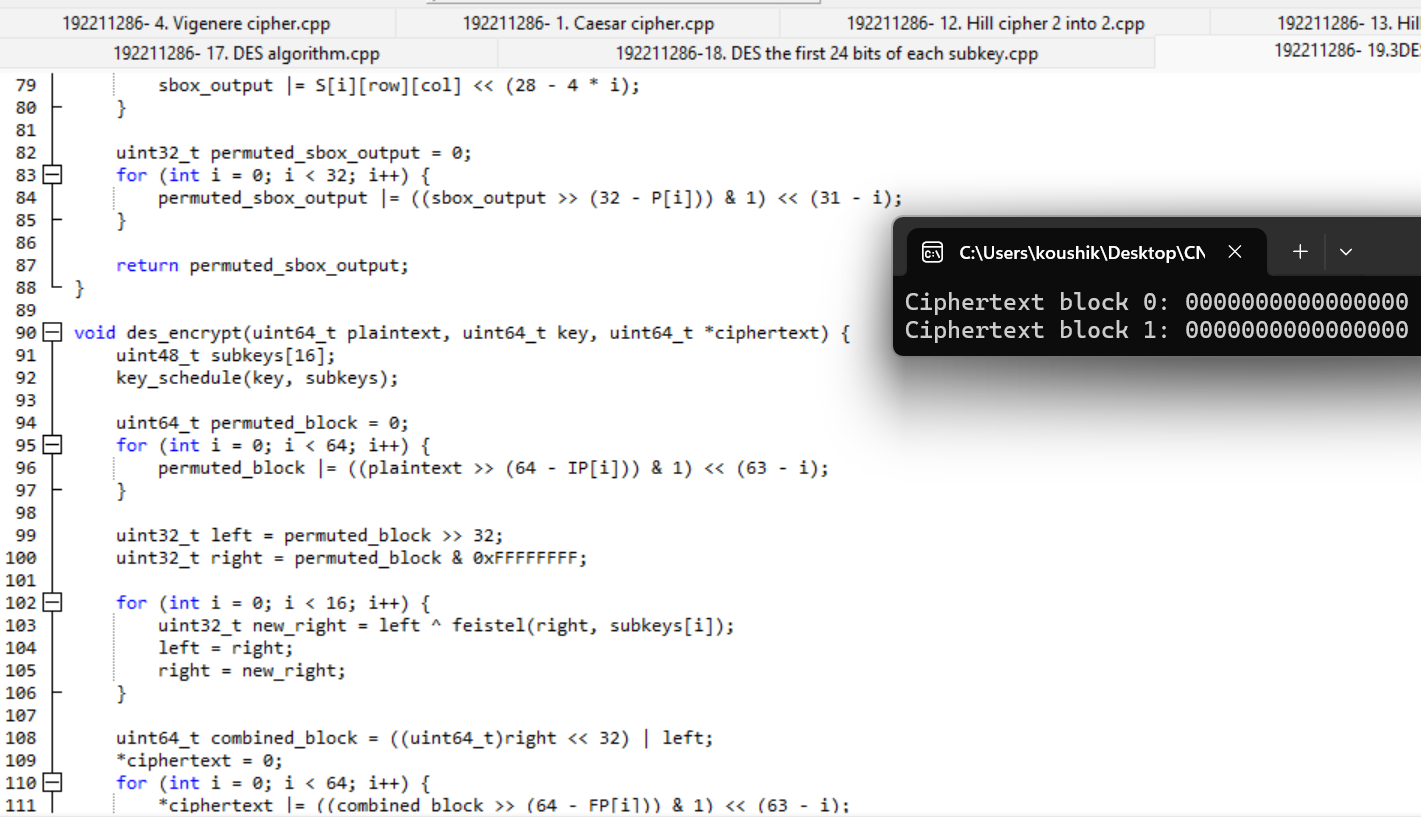 192211286- 4. Vigenere cipher.cpp 192211286- 1. Caesar cipher.cpp 192211286- 12. Hill cipher 2 into 2.cpp 192211286- 13. Hil
192211286- 17. DES algorithm.cpp 192211286-18. DES the first 24 bits of each subkey.cpp 192211286- 19.3DE
79 sbox_output |= S[i][row][col] << (28 - 4 * i);
80 }
81
82 uint32_t permuted_sbox_output = 0;
83 for (int i = 0; i < 32; i++) {
84 permuted_sbox_output |= ((sbox_output >> (32 - P[i])) & 1) << (31 - i);
85 }
86
87 return permuted_sbox_output;
88 }
89
90 void des_encrypt(uint64_t plaintext, uint64_t key, uint64_t *ciphertext) {
91 uint48_t subkeys[16];
92 key_schedule(key, subkeys);
93
94 uint64_t permuted_block = 0;
95 for (int i = 0; i < 64; i++) {
96 permuted_block |= ((plaintext >> (64 - IP[i])) & 1) << (63 - i);
97 }
98
99 uint32_t left = permuted_block >> 32;
100 uint32_t right = permuted_block & 0xFFFFFFFF;
101
102 for (int i = 0; i < 16; i++) {
103 uint32_t new_right = left ^ feistel(right, subkeys[i]);
104 left = right;
105 right = new_right;
106 }
107
108 uint64_t combined_block = ((uint64_t)right << 32) | left;
109 *ciphertext = 0;
110 for (int i = 0; i < 64; i++) {
111 *ciphertext |= ((combined_block >> (64 - FP[i])) & 1) << (63 - i);
C:\Users\koushik\Desktop\CN
Ciphertext block 0: 0000000000000000
Ciphertext block 1: 0000000000000000